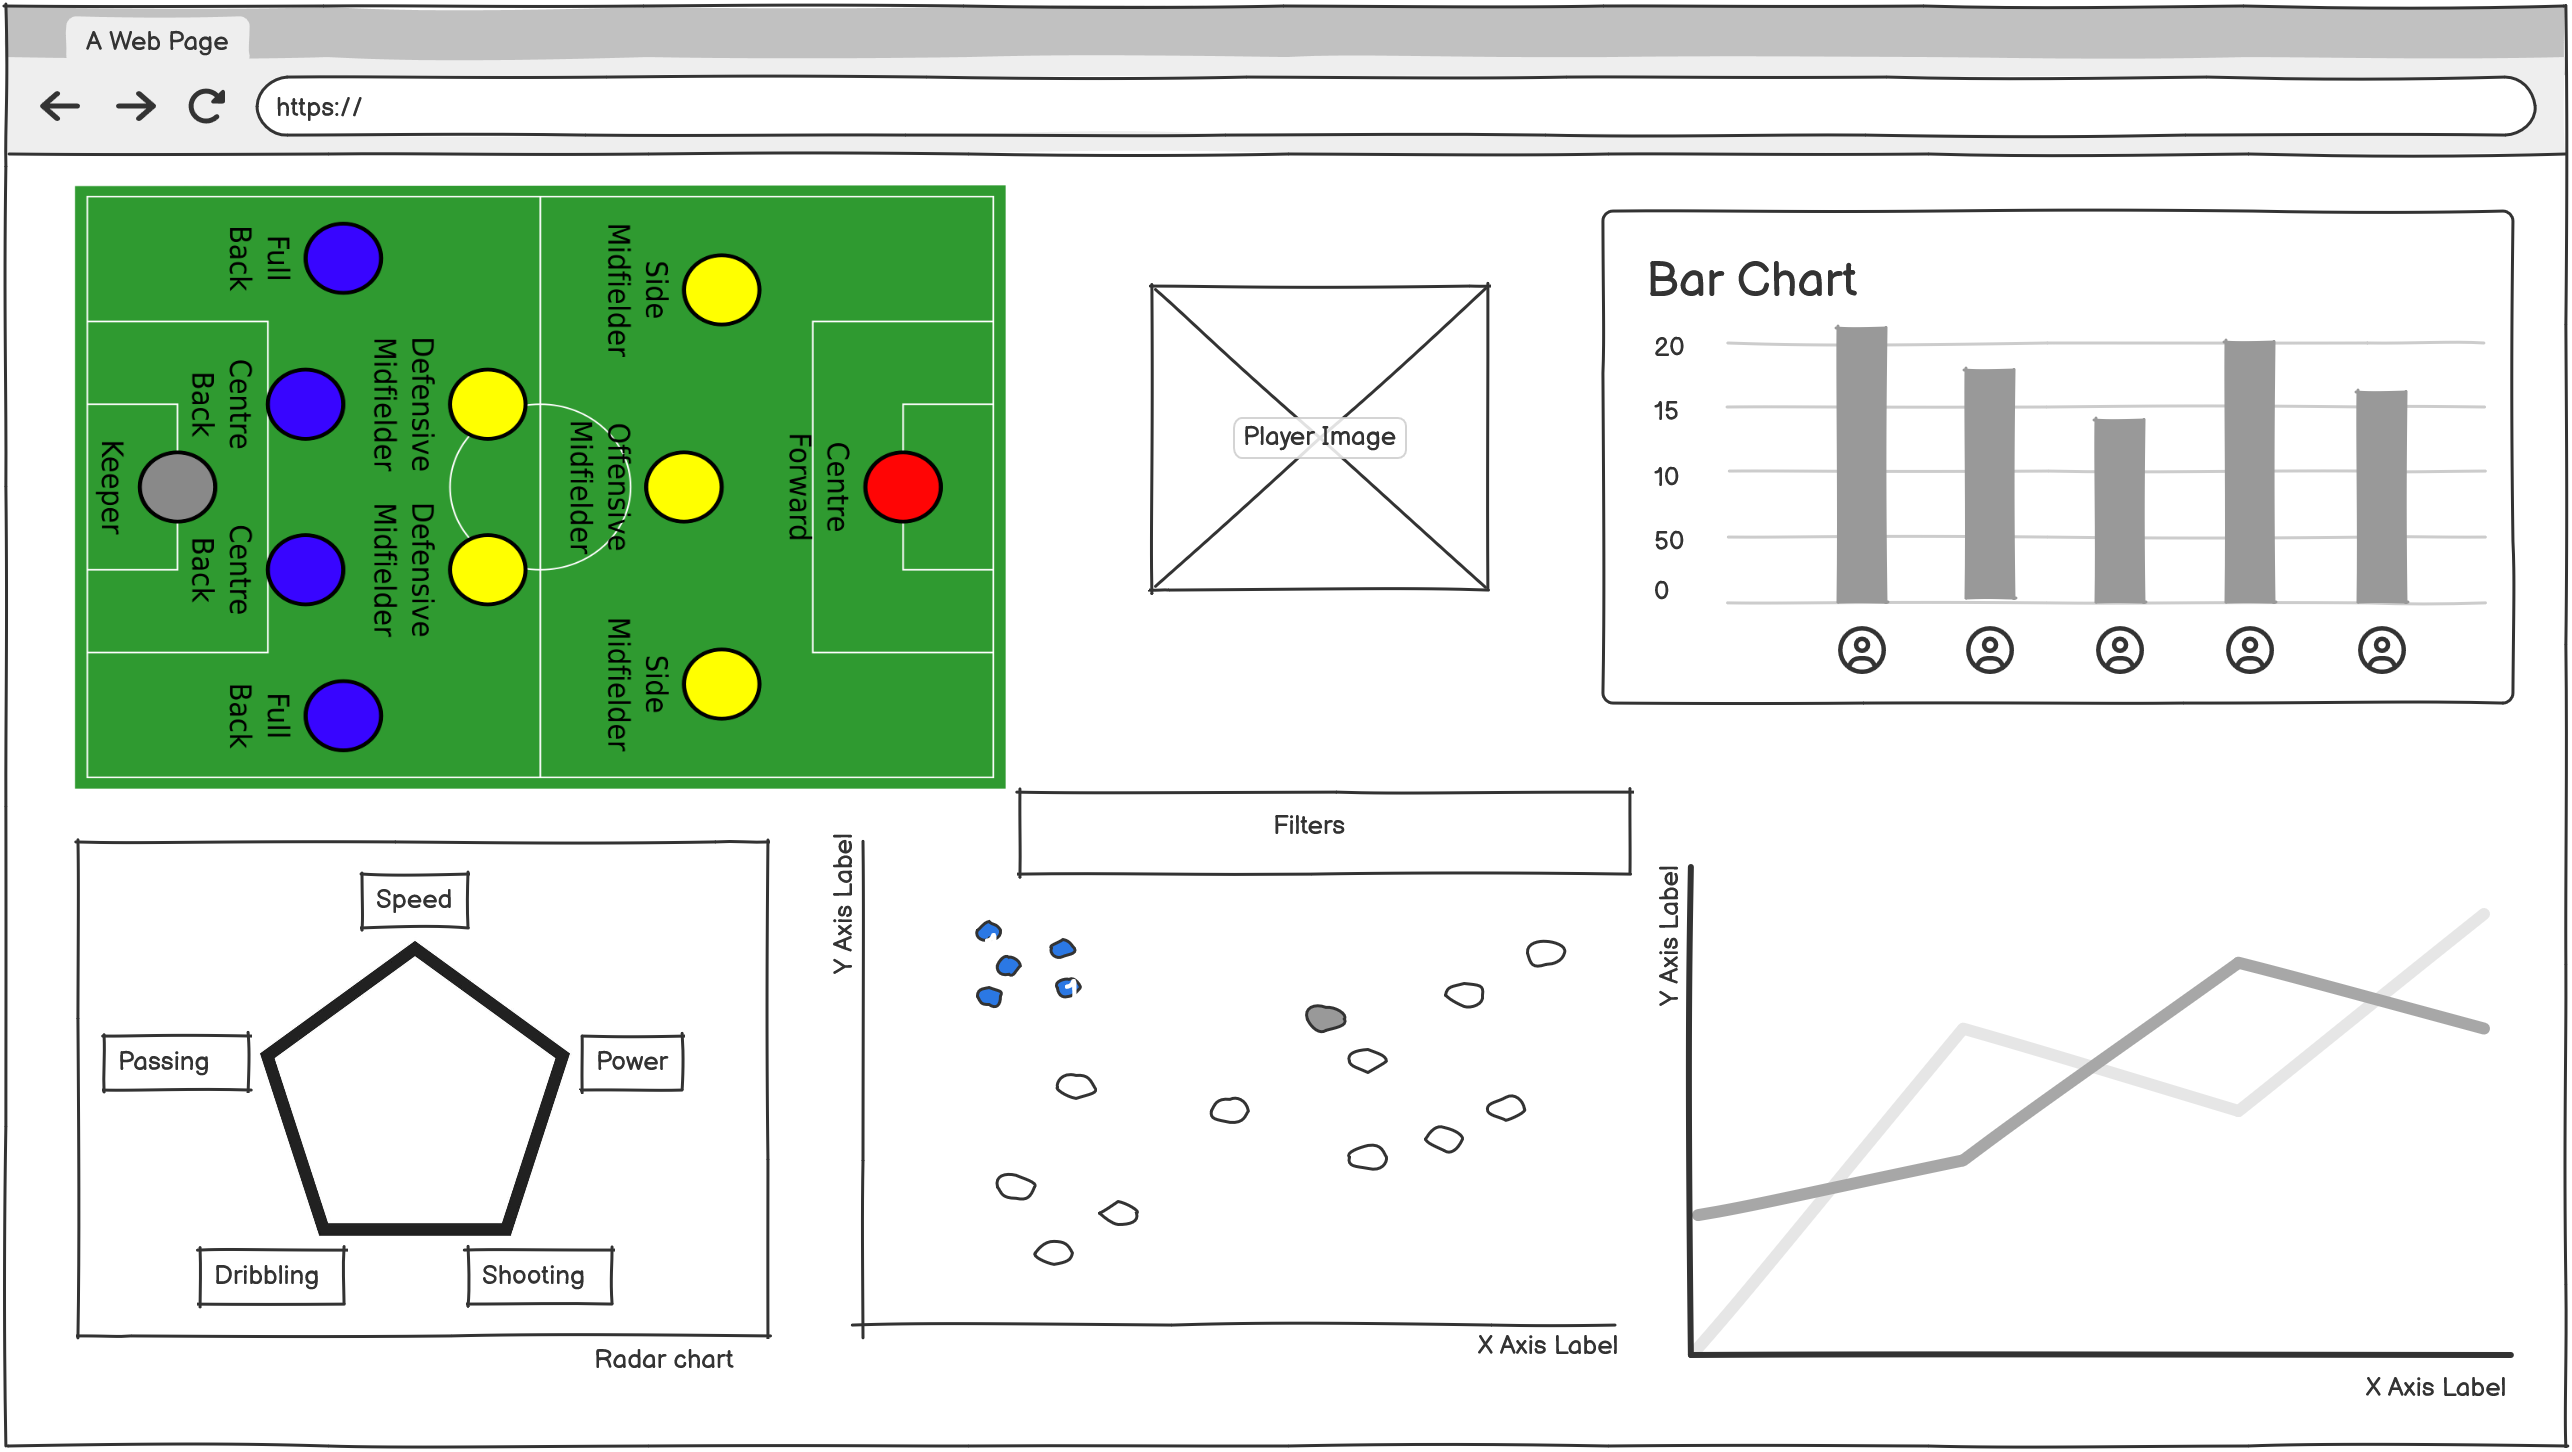 A Web Page
https://
Full
Back
Side
Midfielder
Defensive
Midfielder
Centre
Back
Keeper
Offensive
Midfielder
Centre
Forward
Centre
Back
Defensive
Midfielder
Full
Back
Side
Midfielder
Player Image
Bar Chart
20
15
10
50
0
Filters
Speed
Passing
Power
Dribbling
Shooting
Radar chart
Y Axis Label
X Axis Label
Y Axis Label
X Axis Label